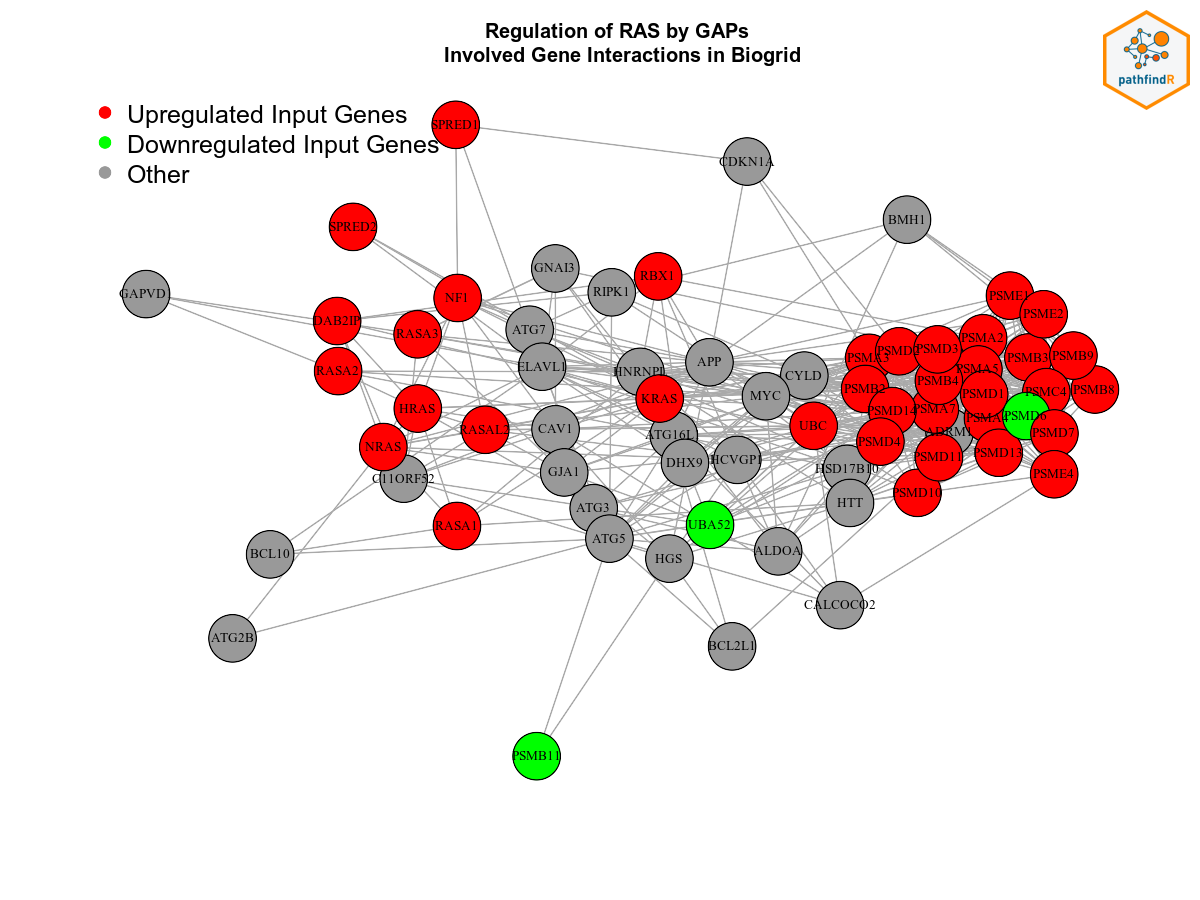 Regulation of RAS by GAPs
Involved Gene Interactions in Biogrid
pathfindR
Upregulated Input Genes
Downregulated Input Genes
Other
SPRED1
CDKN1A
SPRED2
BMH1
GNAI3
RBX1
GAPVD
RIPK1
NF1
PSME1
PSME2
DAB2IP
RASA3
ATG7
PSMA2
PSMD3
PSMA3
PSMB3
PSMB9
RASA2
ELAVL1
HNRNPL
APP
CYLD
PSMA5
PSMB4
PSMB2
PSMC4
PSMB8
MYC
KRAS
PSMD1
HRAS
PSMD14
PSMA7
PSMD6
RASAL2
CAV1
ATG16L
UBC
ADRM1
PSMD7
NRAS
PSMD4
PSMD13
PSMD11
C11ORF52
GJA1
DHX9
HCVGP1
HSD17B10
PSME4
PSMD10
ATG3
HTT
RASA1
UBA52
ATG5
BCL10
HGS
ALDOA
CALCOCO2
ATG2B
BCL2L1
PSMB11